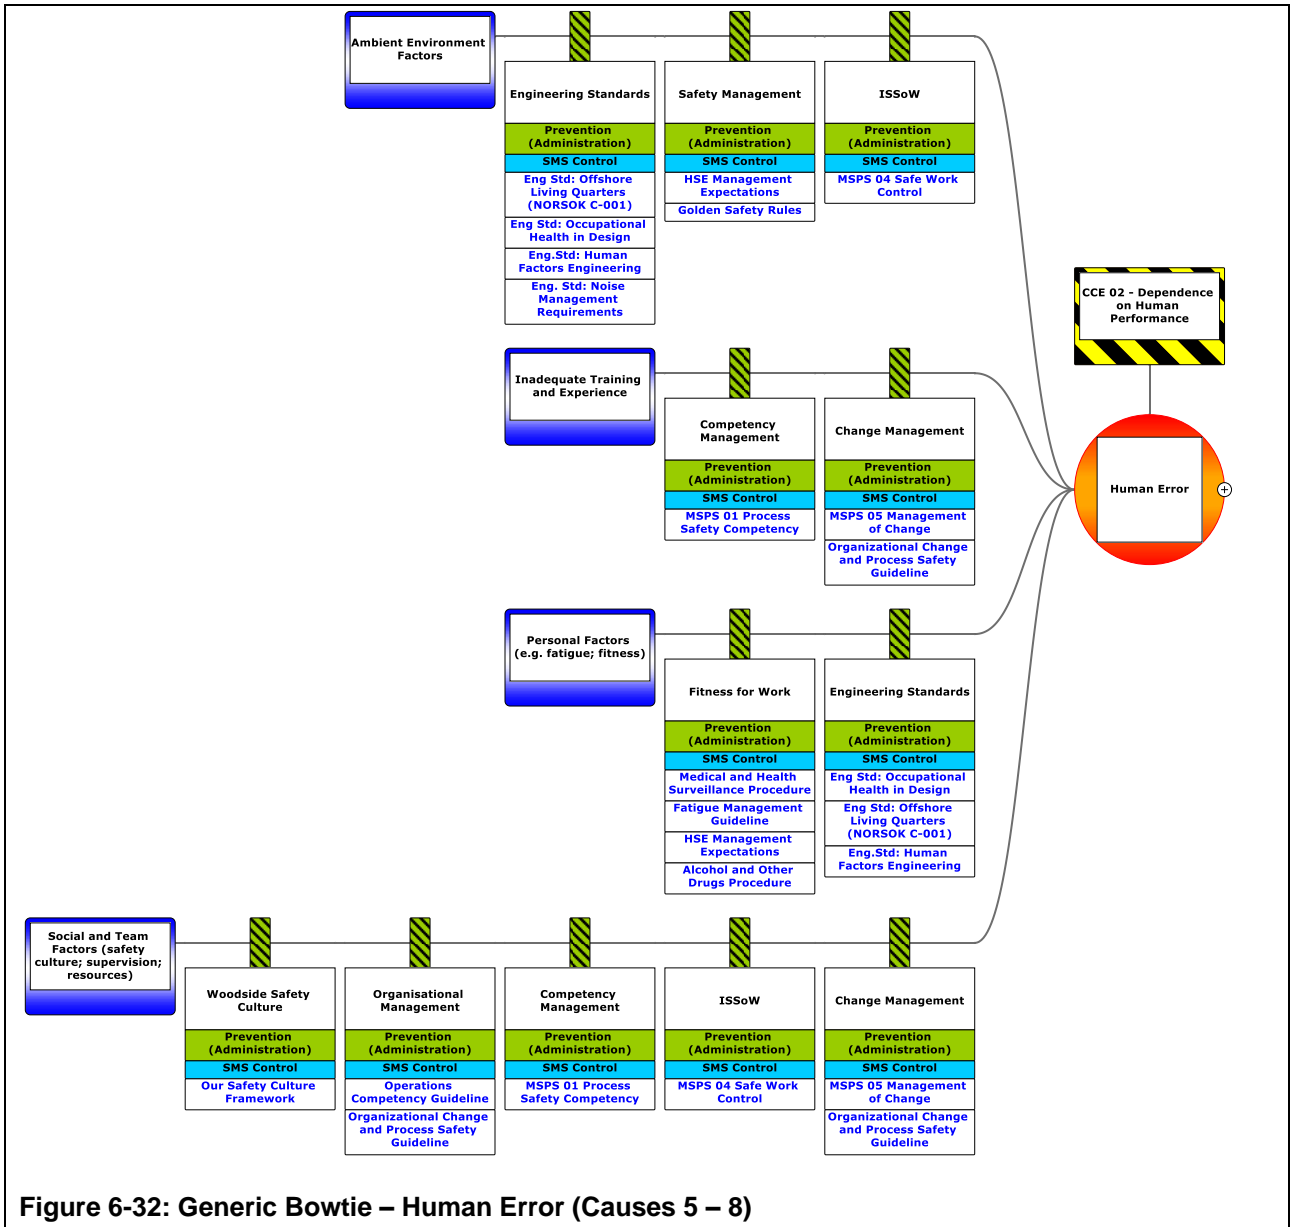 Ambient Environment
Factors
Engineering Standards
Prevention
(Administration)
SMS Control
Eng Std: Offshore
Living Quarters
(NORSOK C-001)
Eng Std: Occupational
Health in Design
Eng.Std: Human
Factors Engineering
Eng. Std: Noise
Management
Requirements
Safety Management
Prevention
(Administration)
SMS Control
HSE Management
Expectations
Golden Safety Rules
ISSoW
Prevention
(Administration)
SMS Control
MSPS 04 Safe Work
Control
CCE 02 - Dependence
on Human
Performance
Human Error
Inadequate Training
and Experience
Competency
Management
Prevention
(Administration)
SMS Control
MSPS 01 Process
Safety Competency
Change Management
Prevention
(Administration)
SMS Control
MSPS 05 Management
of Change
Organizational Change
and Process Safety
Guideline
Personal Factors
(e.g. fatigue; fitness)
Fitness for Work
Prevention
(Administration)
SMS Control
Medical and Health
Surveillance Procedure
Fatigue Management
Guideline
HSE Management
Expectations
Alcohol and Other
Drugs Procedure
Engineering Standards
Prevention
(Administration)
SMS Control
Eng Std: Occupational
Health in Design
Eng Std: Offshore
Living Quarters
(NORSOK C-001)
Eng.Std: Human
Factors Engineering
Social and Team
Factors (safety
culture; supervision;
resources)
Woodside Safety
Culture
Prevention
(Administration)
SMS Control
Our Safety Culture
Framework
Organisational
Management
Prevention
(Administration)
SMS Control
Operations
Competency Guideline
Organizational Change
and Process Safety
Guideline
Competency
Management
Prevention
(Administration)
SMS Control
MSPS 01 Process
Safety Competency
ISSoW
Prevention
(Administration)
SMS Control
MSPS 04 Safe Work
Control
Change Management
Prevention
(Administration)
SMS Control
MSPS 05 Management
of Change
Organizational Change
and Process Safety
Guideline
Figure 6-32: Generic Bowtie – Human Error (Causes 5 – 8)